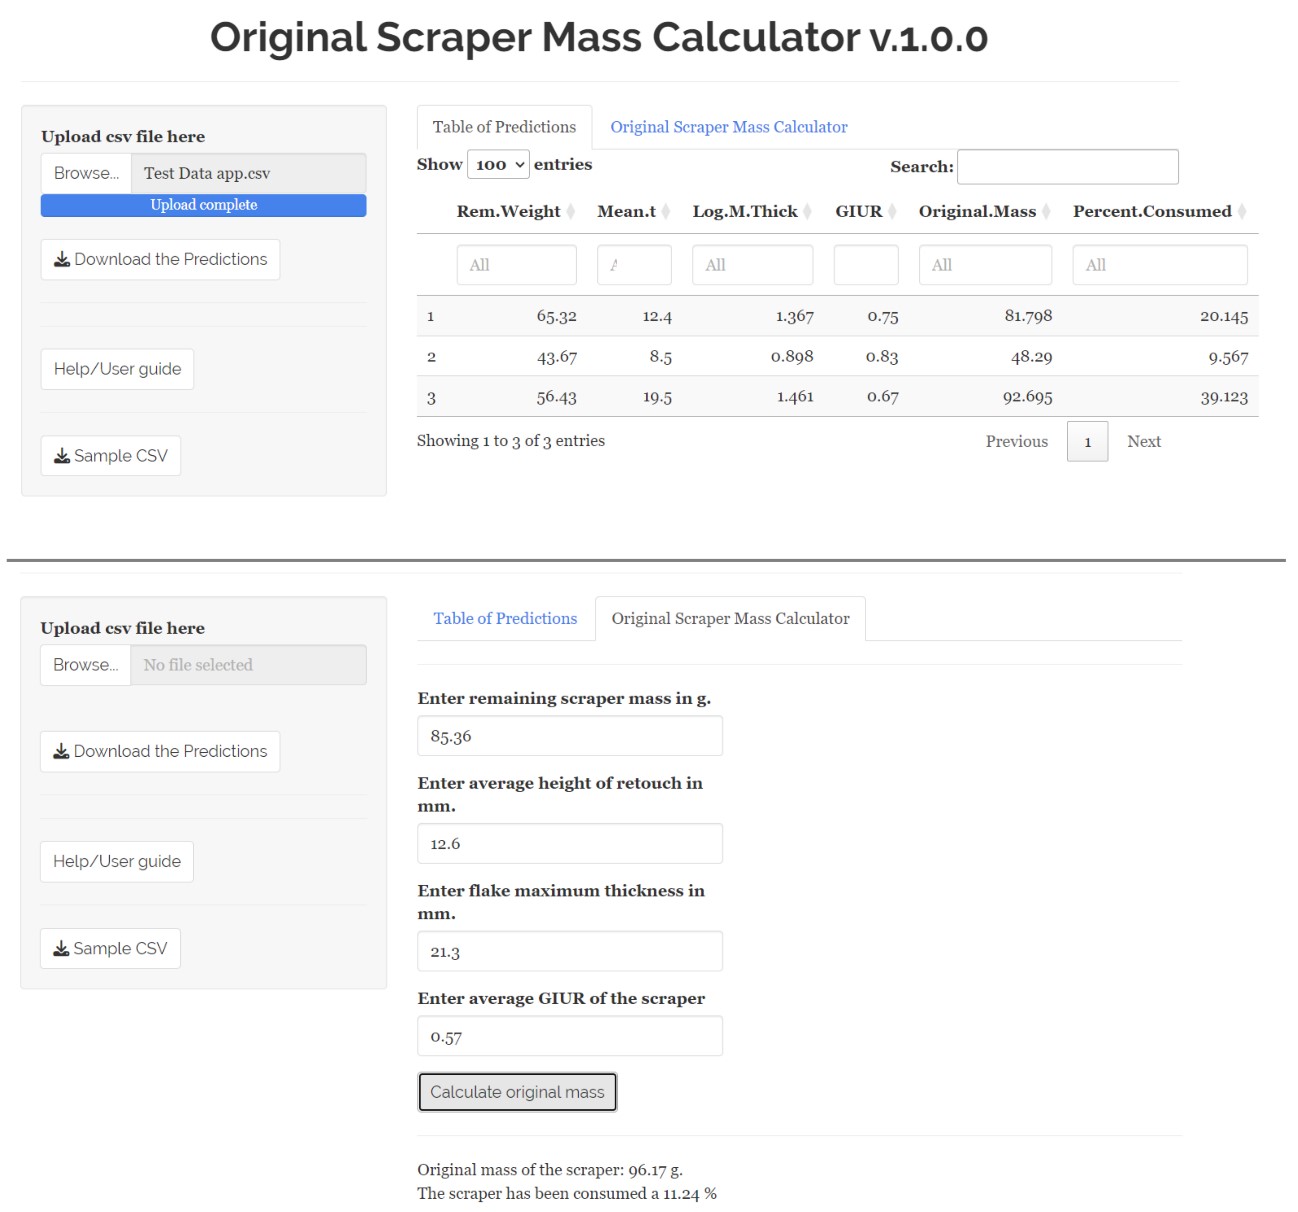 Original Scraper Mass Calculator v.1.0.0
Upload csv file here
Browse... Test Data app.csv
Upload complete
Download the Predictions
Help/User guide
Sample CSV
Table of Predictions Original Scraper Mass Calculator
Show 100 entries Search:
Rem.Weight Mean.t Log.M.Thick GIUR Original.Mass Percent.Consumed
All All All All
1 65.32 12.4 1.367 0.75 81.798 20.145
2 43.67 8.5 0.898 0.83 48.29 9.567
3 56.43 19.5 1.461 0.67 92.695 39.123
Showing 1 to 3 of 3 entries Previous 1 Next
Upload csv file here
Browse... No file selected
Download the Predictions
Help/User guide
Sample CSV
Table of Predictions Original Scraper Mass Calculator
Enter remaining scraper mass in g.
85.36
Enter average height of retouch in
mm.
12.6
Enter flake maximum thickness in
mm.
21.3
Enter average GIUR of the scraper
0.57
Calculate original mass
Original mass of the scraper: 96.17 g.
The scraper has been consumed a 11.24 %